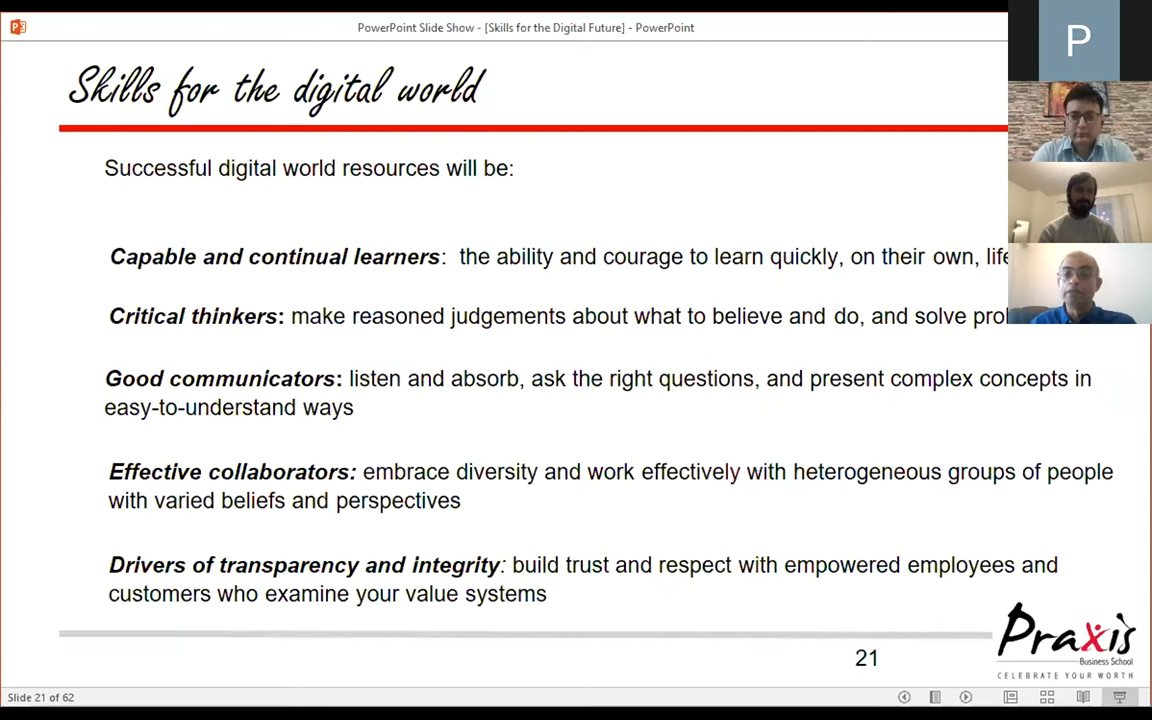 PowerPoint Slide Show - [Skills for the Digital Future] - PowerPoint
P
Skills for the digital world
Successful digital world resources will be:
Capable and continual learners: the ability and courage to learn quickly, on their own,
Critical thinkers: make reasoned judgements about what to believe and do, and solve
Good communicators: listen and absorb, ask the right questions, and present complex concepts in
easy-to-understand ways
Effective collaborators: embrace diversity and work effectively with heterogeneous groups of people
with varied beliefs and perspectives
Drivers of transparency and integrity: build trust and respect with empowered employees and
customers who examine your value systems
Praxis
Business School
CELEBRATE YOUR WORTH
21
Slide 21 of 62